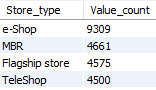 Store_type Value_count
e-Shop 9309
MBR 4661
Flagship store 4575
TeleShop 4500